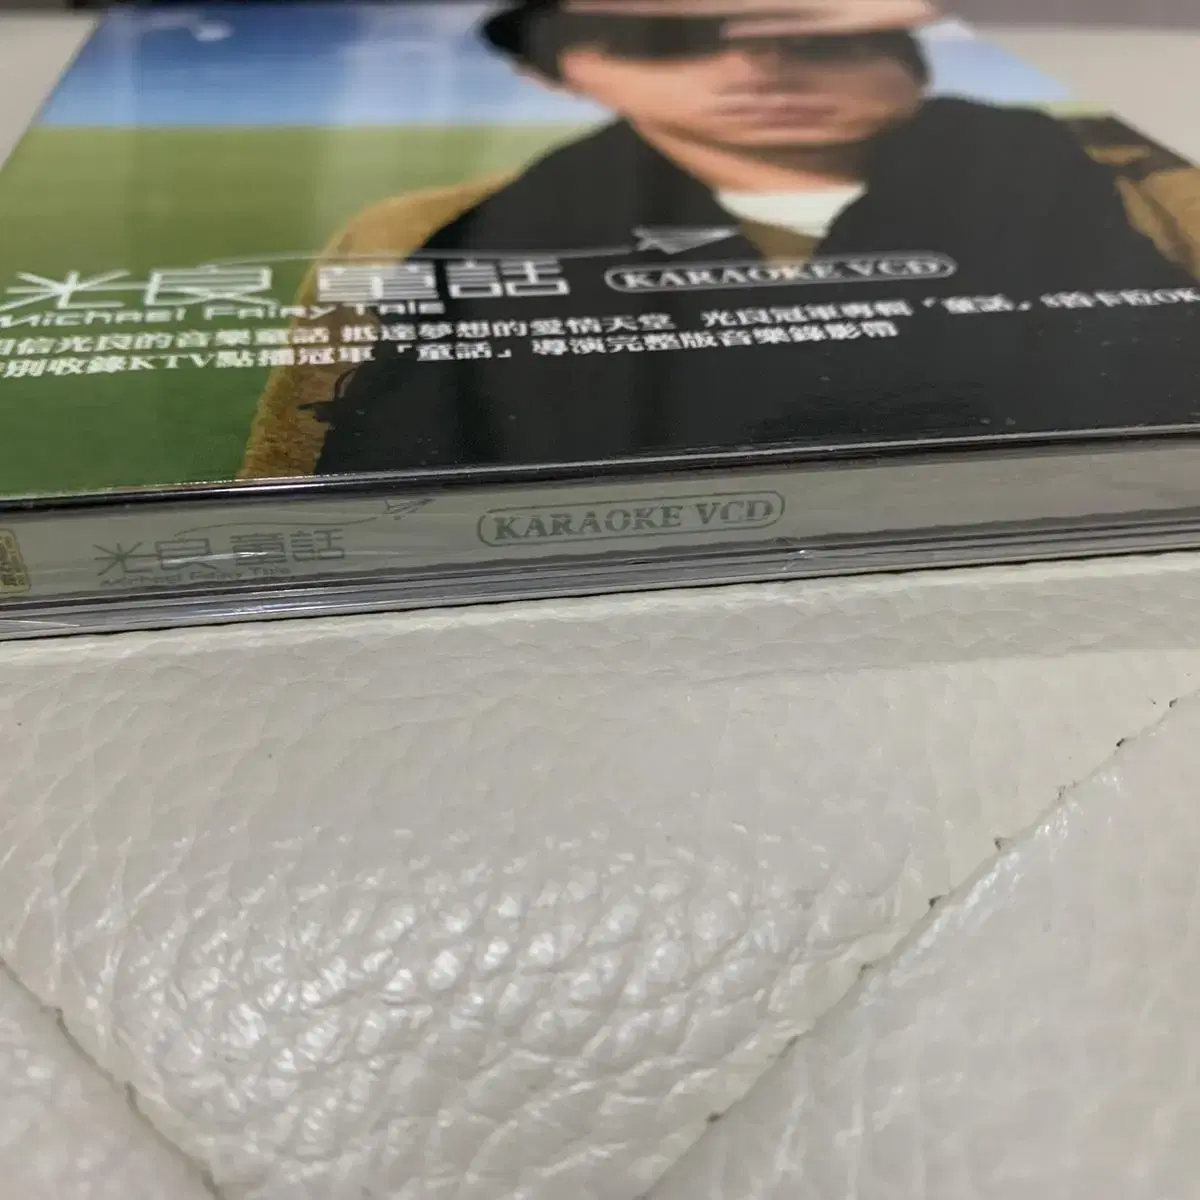 光良 童話
Michael Fairy Tale
KARAOKE VCD
相信光良的音樂童話 抵達夢想的愛情天堂 光良冠軍專輯「童話」9首卡拉OK
特別收錄KTV點播冠軍「童話」導演完整版音樂錄影帶
光良 童話
Michael Fairy Tale
KARAOKE VCD